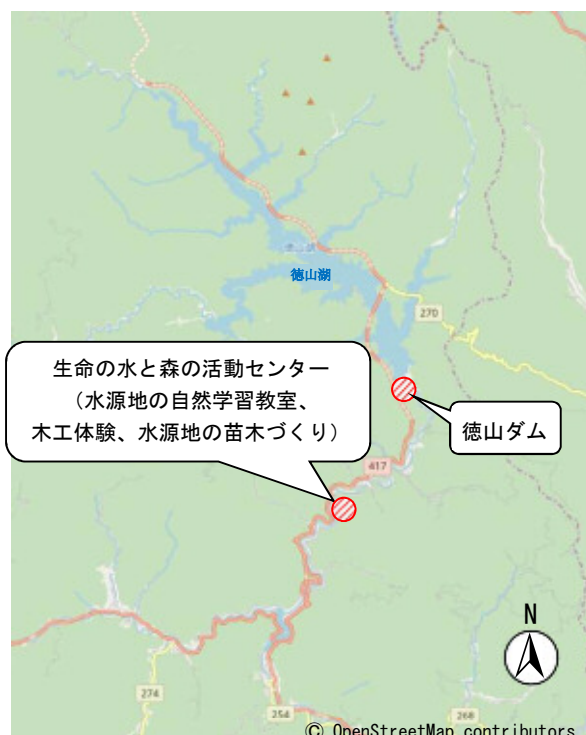 徳山湖
270
生命の水と森の活動センター
（水源地の自然学習教室、
木工体験、水源地の苗木づくり）
徳山ダム
417
N
274
254
268
© OpenStreetMap contributors